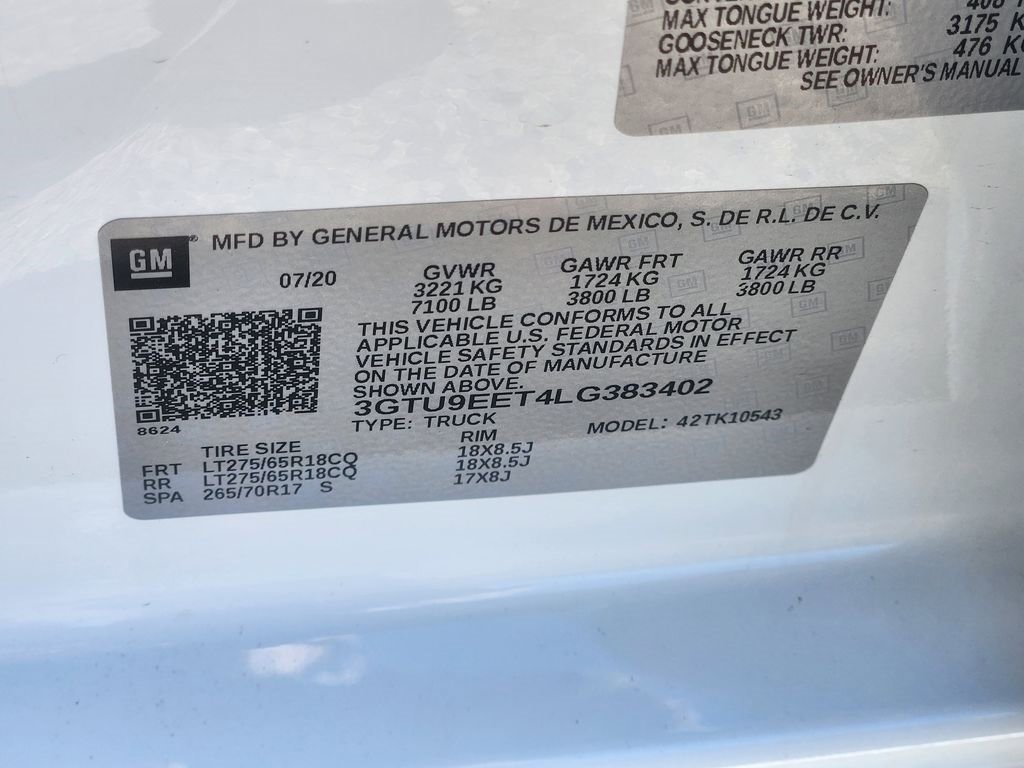 MAX TONGUE WEIGHT: 408
GOOSENECK TWR: 3175 K
MAX TONGUE WEIGHT: 476 KG
SEE OWNER'S MANUAL
GM
MFD BY GENERAL MOTORS DE MEXICO, S. DE R.L. DE C.V.
07/20
GVWR GAWR FRT GAWR RR
3221 KG 1724 KG 1724 KG
7100 LB 3800 LB 3800 LB
THIS VEHICLE CONFORMS TO ALL
APPLICABLE U.S. FEDERAL MOTOR
VEHICLE SAFETY STANDARDS IN EFFECT
ON THE DATE OF MANUFACTURE
SHOWN ABOVE.
3GTU9EET4LG383402
TYPE: TRUCK MODEL: 42TK10543
8624
TIRE SIZE RIM
FRT LT275/65R18CQ 18X8.5J
RR LT275/65R18CQ 18X8.5J
SPA 265/70R17 S 17X8J